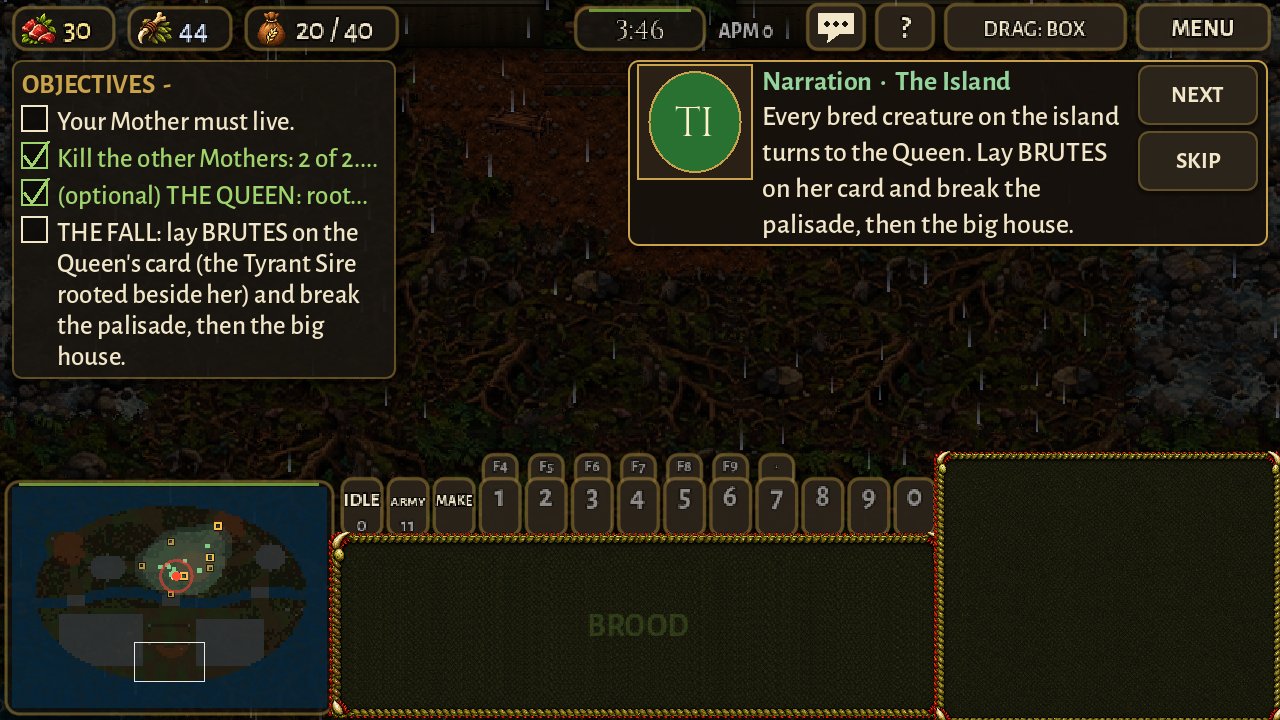 30
44
20 / 40
3:46
APM 0
?
DRAG: BOX
MENU
OBJECTIVES -
Your Mother must live.
Kill the other Mothers: 2 of 2....
(optional) THE QUEEN: root...
THE FALL: lay BRUTES on the
Queen's card (the Tyrant Sire
rooted beside her) and break
the palisade, then the big
house.
TI
Narration · The Island
Every bred creature on the island
turns to the Queen. Lay BRUTES
on her card and break the
palisade, then the big house.
NEXT
SKIP
F4 F5 F6 F7 F8 F9
IDLE 0
ARMY 11
MAKE
1 2 3 4 5 6 7 8 9 0
BROOD